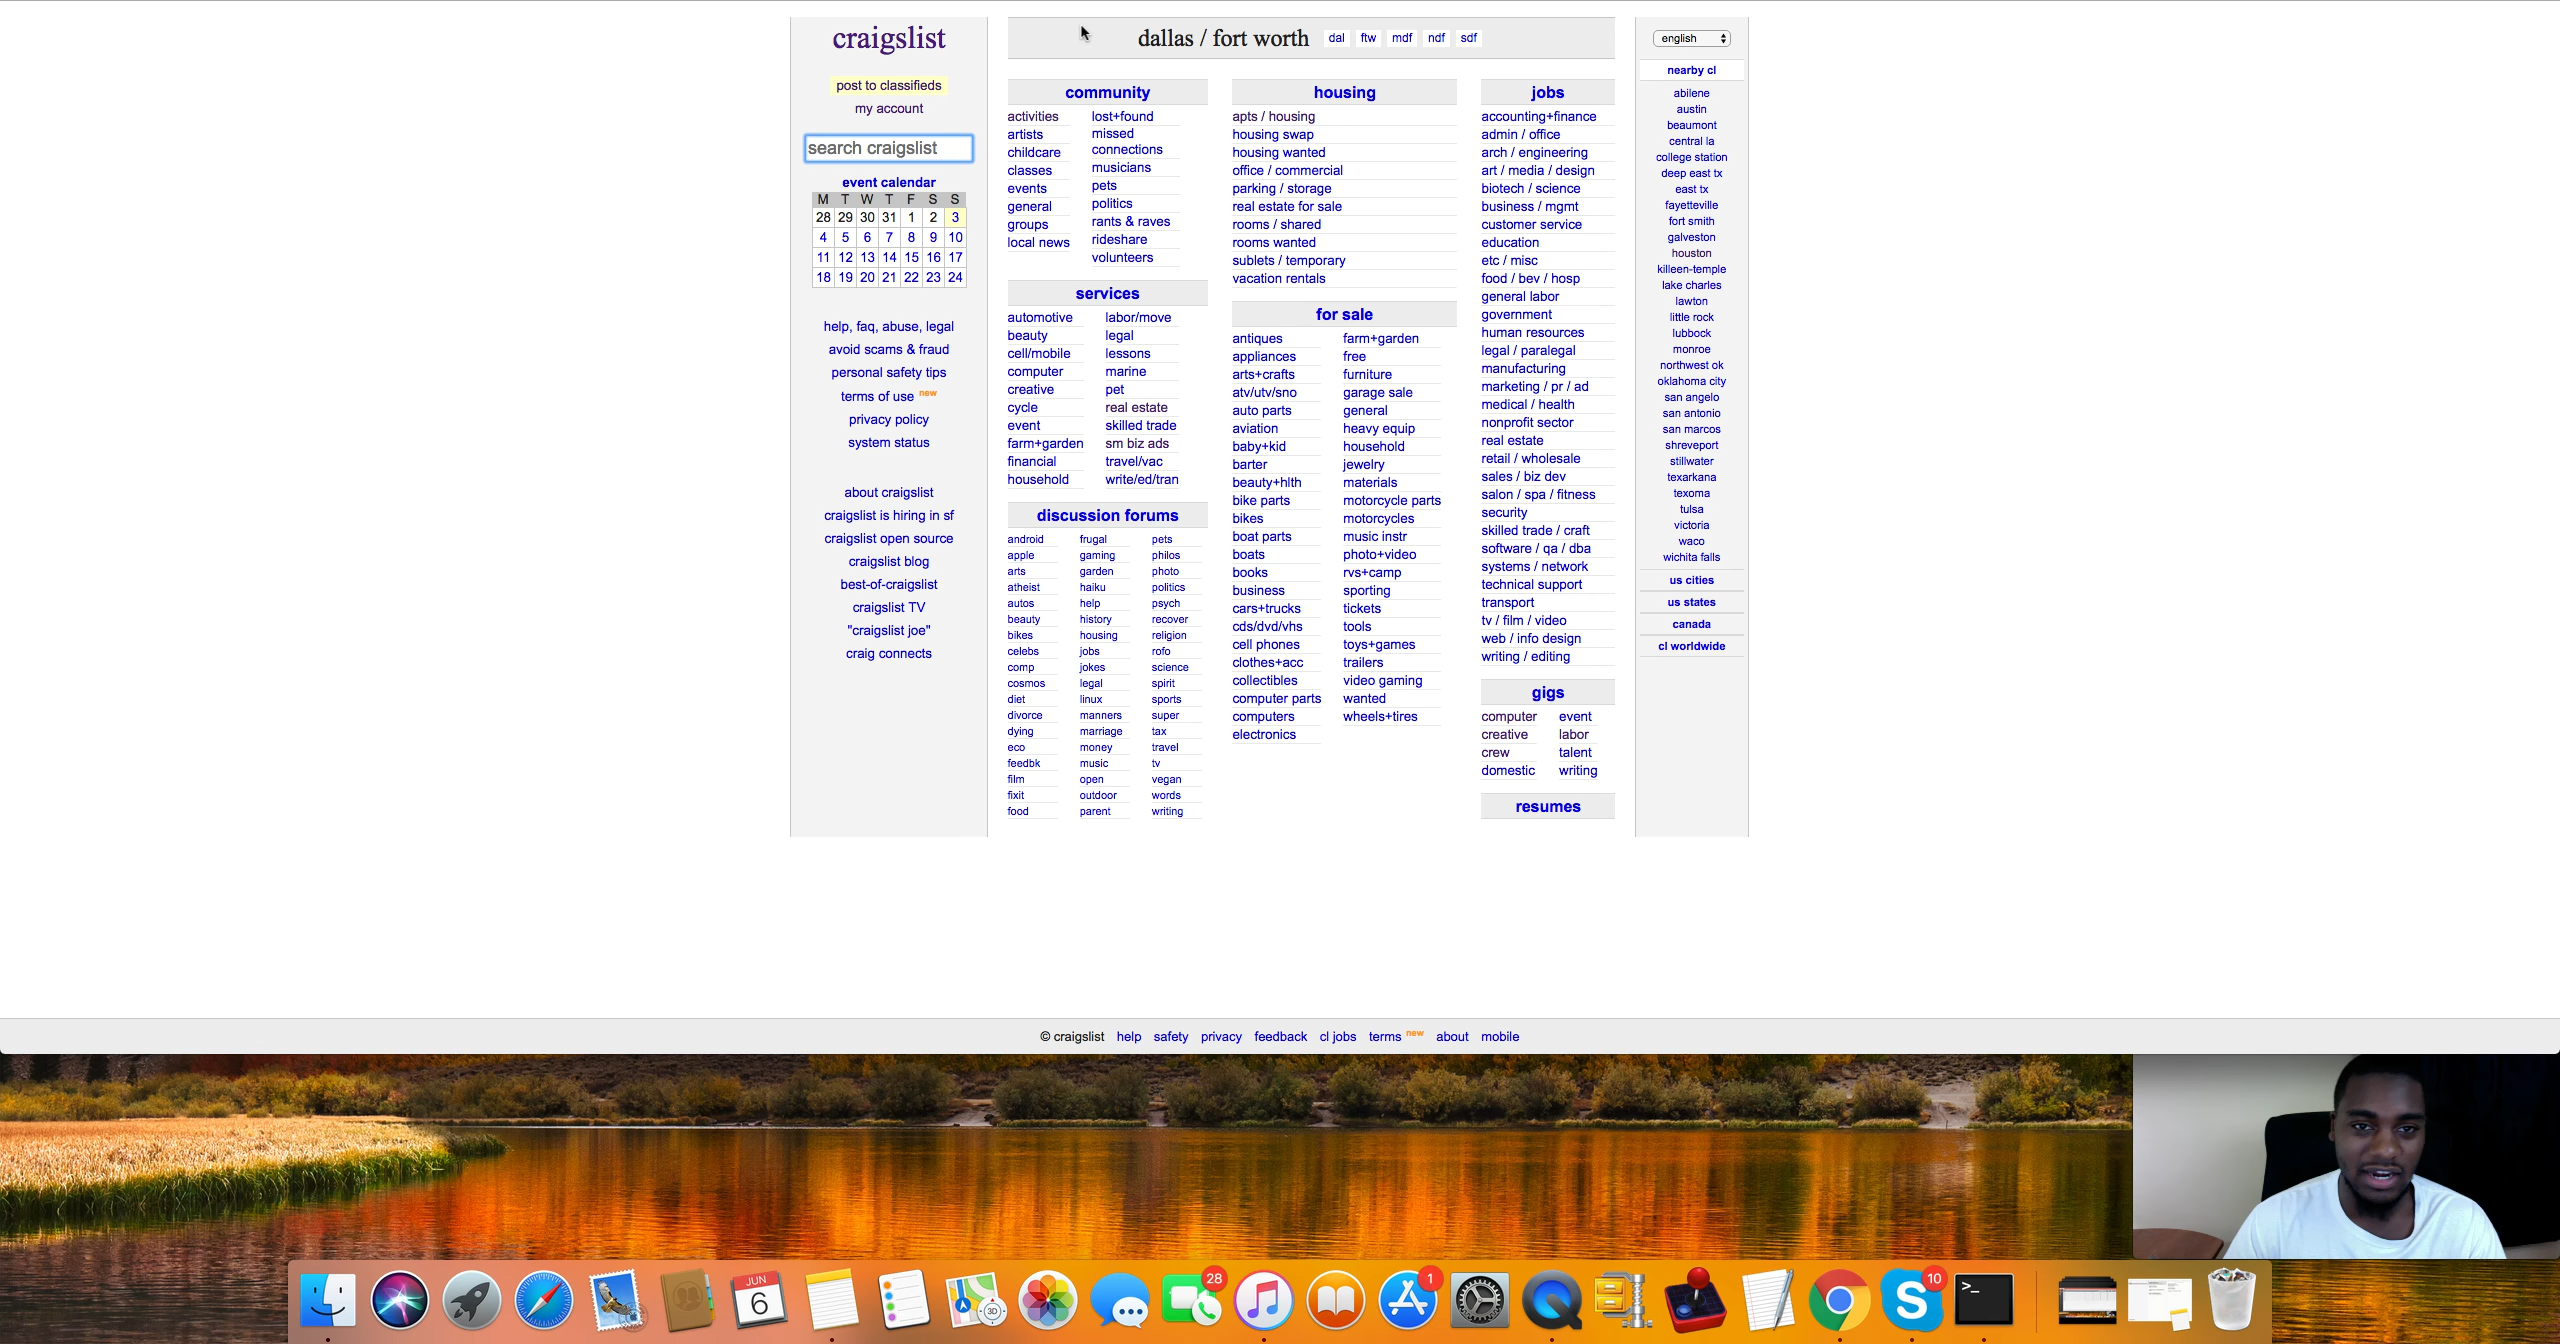 craigslist
post to classifieds
my account
search craigslist
event calendar
M T W T F S S
28 29 30 31 1 2 3
4 5 6 7 8 9 10
11 12 13 14 15 16 17
18 19 20 21 22 23 24
help, faq, abuse, legal
avoid scams & fraud
personal safety tips
terms of use new
privacy policy
system status
about craigslist
craigslist is hiring in sf
craigslist open source
craigslist blog
best-of-craigslist
craigslist TV
"craigslist joe"
craig connects
dallas / fort worth dal ftw mdf ndf sdf
community
activities
artists
childcare
classes
events
general
groups
local news
lost+found
missed
connections
musicians
pets
politics
rants & raves
rideshare
volunteers
services
automotive
beauty
cell/mobile
computer
creative
cycle
event
farm+garden
financial
household
labor/move
legal
lessons
marine
pet
real estate
skilled trade
sm biz ads
travel/vac
write/ed/tran
discussion forums
android
apple
arts
atheist
autos
beauty
bikes
celebs
comp
cosmos
diet
divorce
dying
eco
feedbk
film
fixit
food
frugal
gaming
garden
haiku
help
history
housing
jobs
jokes
legal
linux
manners
marriage
money
music
open
outdoor
parent
pets
philos
photo
politics
psych
recover
religion
rofo
science
spirit
sports
super
tax
travel
tv
vegan
words
writing
housing
apts / housing
housing swap
housing wanted
office / commercial
parking / storage
real estate for sale
rooms / shared
rooms wanted
sublets / temporary
vacation rentals
for sale
antiques
appliances
arts+crafts
atv/utv/sno
auto parts
aviation
baby+kid
barter
beauty+hlth
bike parts
bikes
boat parts
boats
books
business
cars+trucks
cds/dvd/vhs
cell phones
clothes+acc
collectibles
computer parts
computers
electronics
farm+garden
free
furniture
garage sale
general
heavy equip
household
jewelry
materials
motorcycle parts
motorcycles
music instr
photo+video
rvs+camp
sporting
tickets
tools
toys+games
trailers
video gaming
wanted
wheels+tires
jobs
accounting+finance
admin / office
arch / engineering
art / media / design
biotech / science
business / mgmt
customer service
education
etc / misc
food / bev / hosp
general labor
government
human resources
legal / paralegal
manufacturing
marketing / pr / ad
medical / health
nonprofit sector
real estate
retail / wholesale
sales / biz dev
salon / spa / fitness
security
skilled trade / craft
software / qa / dba
systems / network
technical support
transport
tv / film / video
web / info design
writing / editing
gigs
computer
creative
crew
domestic
event
labor
talent
writing
resumes
english
nearby cl
abilene
austin
beaumont
central la
college station
deep east tx
east tx
fayetteville
fort smith
galveston
houston
killeen-temple
lake charles
lawton
little rock
lubbock
monroe
northwest ok
oklahoma city
san angelo
san antonio
san marcos
shreveport
stillwater
texarkana
texoma
tulsa
victoria
waco
wichita falls
us cities
us states
canada
cl worldwide
© craigslist help safety privacy feedback cl jobs terms new about mobile
JUN
6
3D
28
1
10
>_